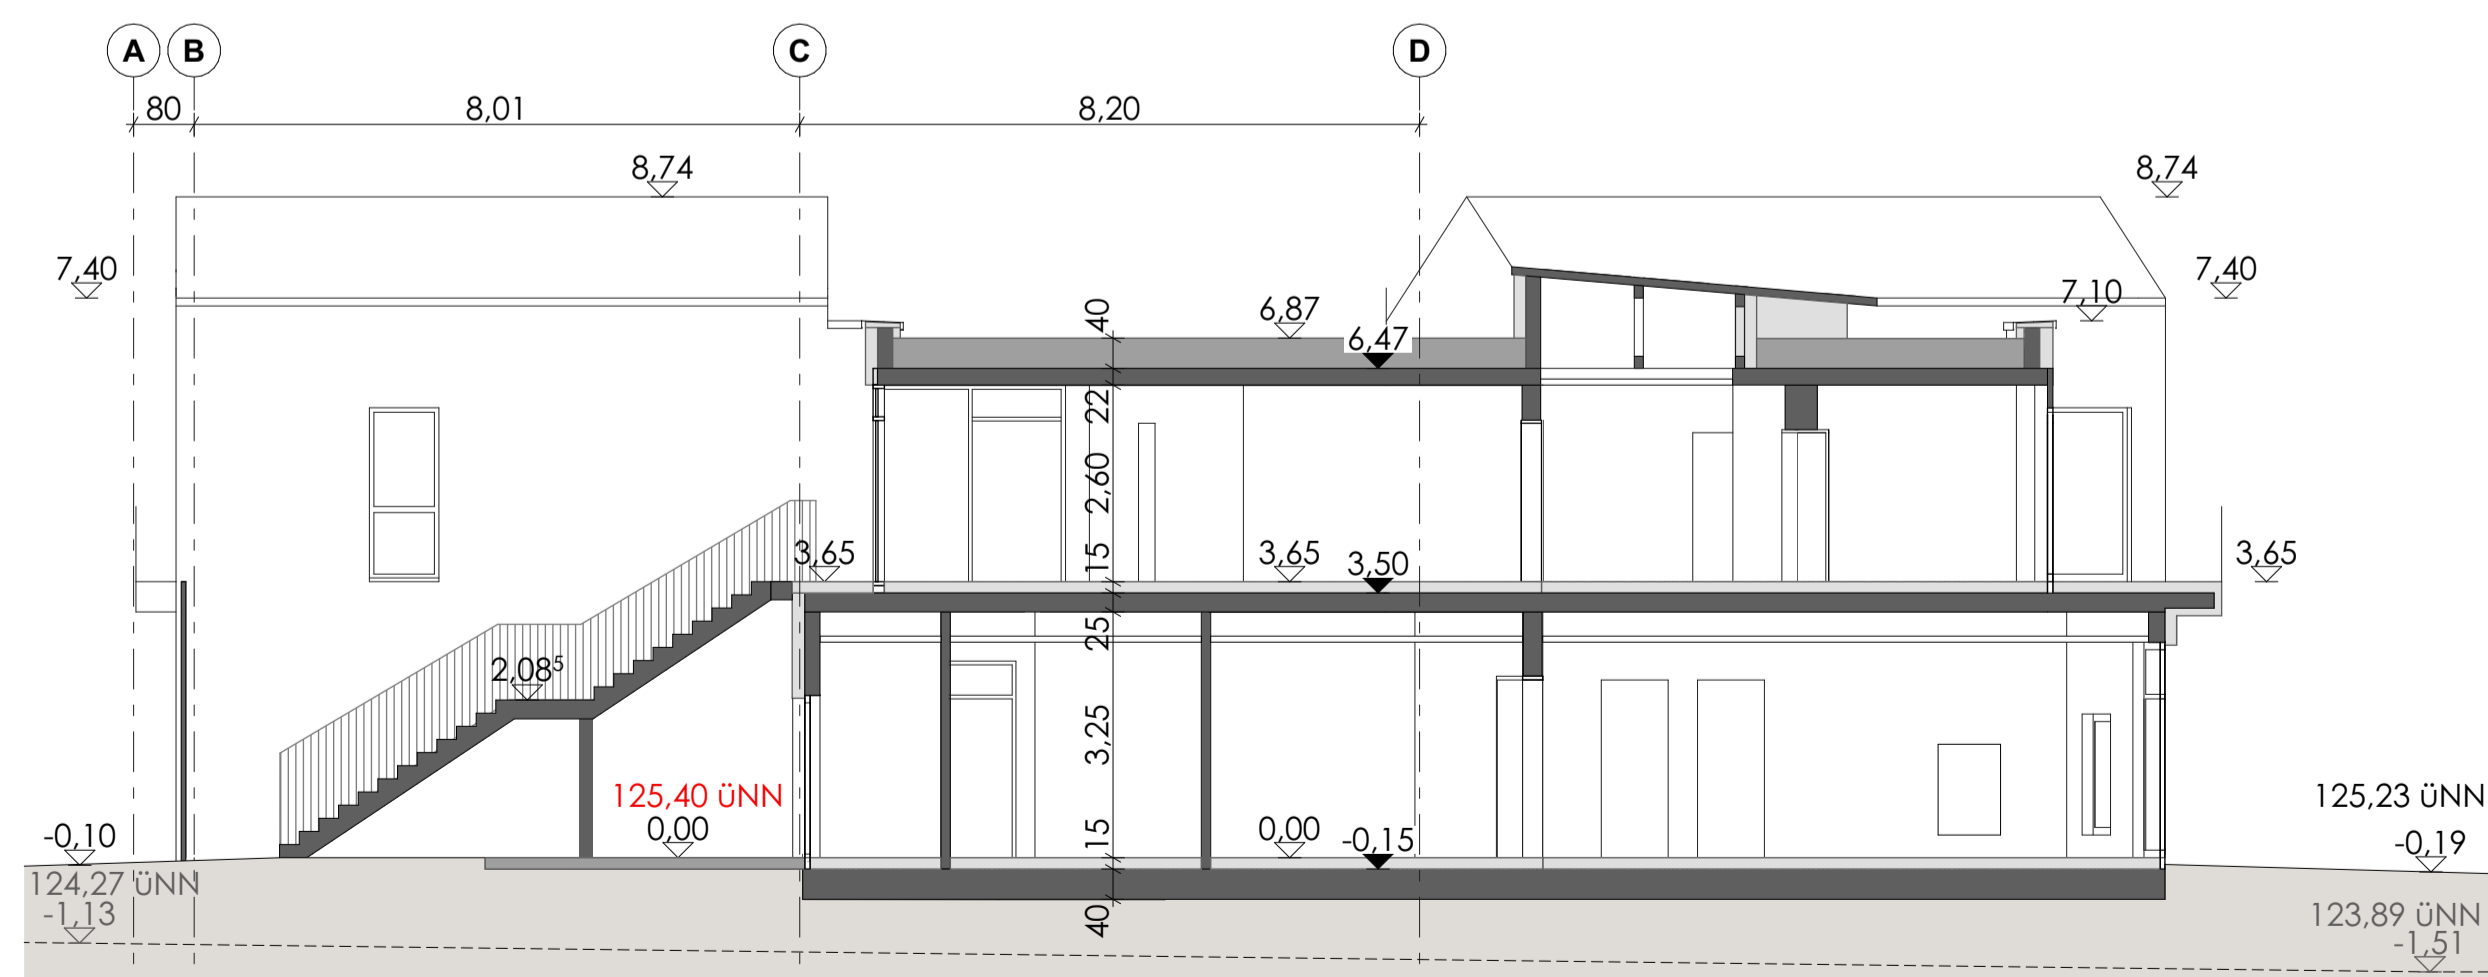 A B C D
80 8,01 8,20
8,74 8,74
7,40 7,40
7,10
6,87
40
6,47
22
2,60
3,65 3,65 3,50 3,65
15
25
2,08⁵
3,25
125,40 ÜNN 125,23 ÜNN
-0,10 0,00 0,00 -0,15 -0,19
15
124,27 ÜNN
-1,13
40
123,89 ÜNN
-1,51